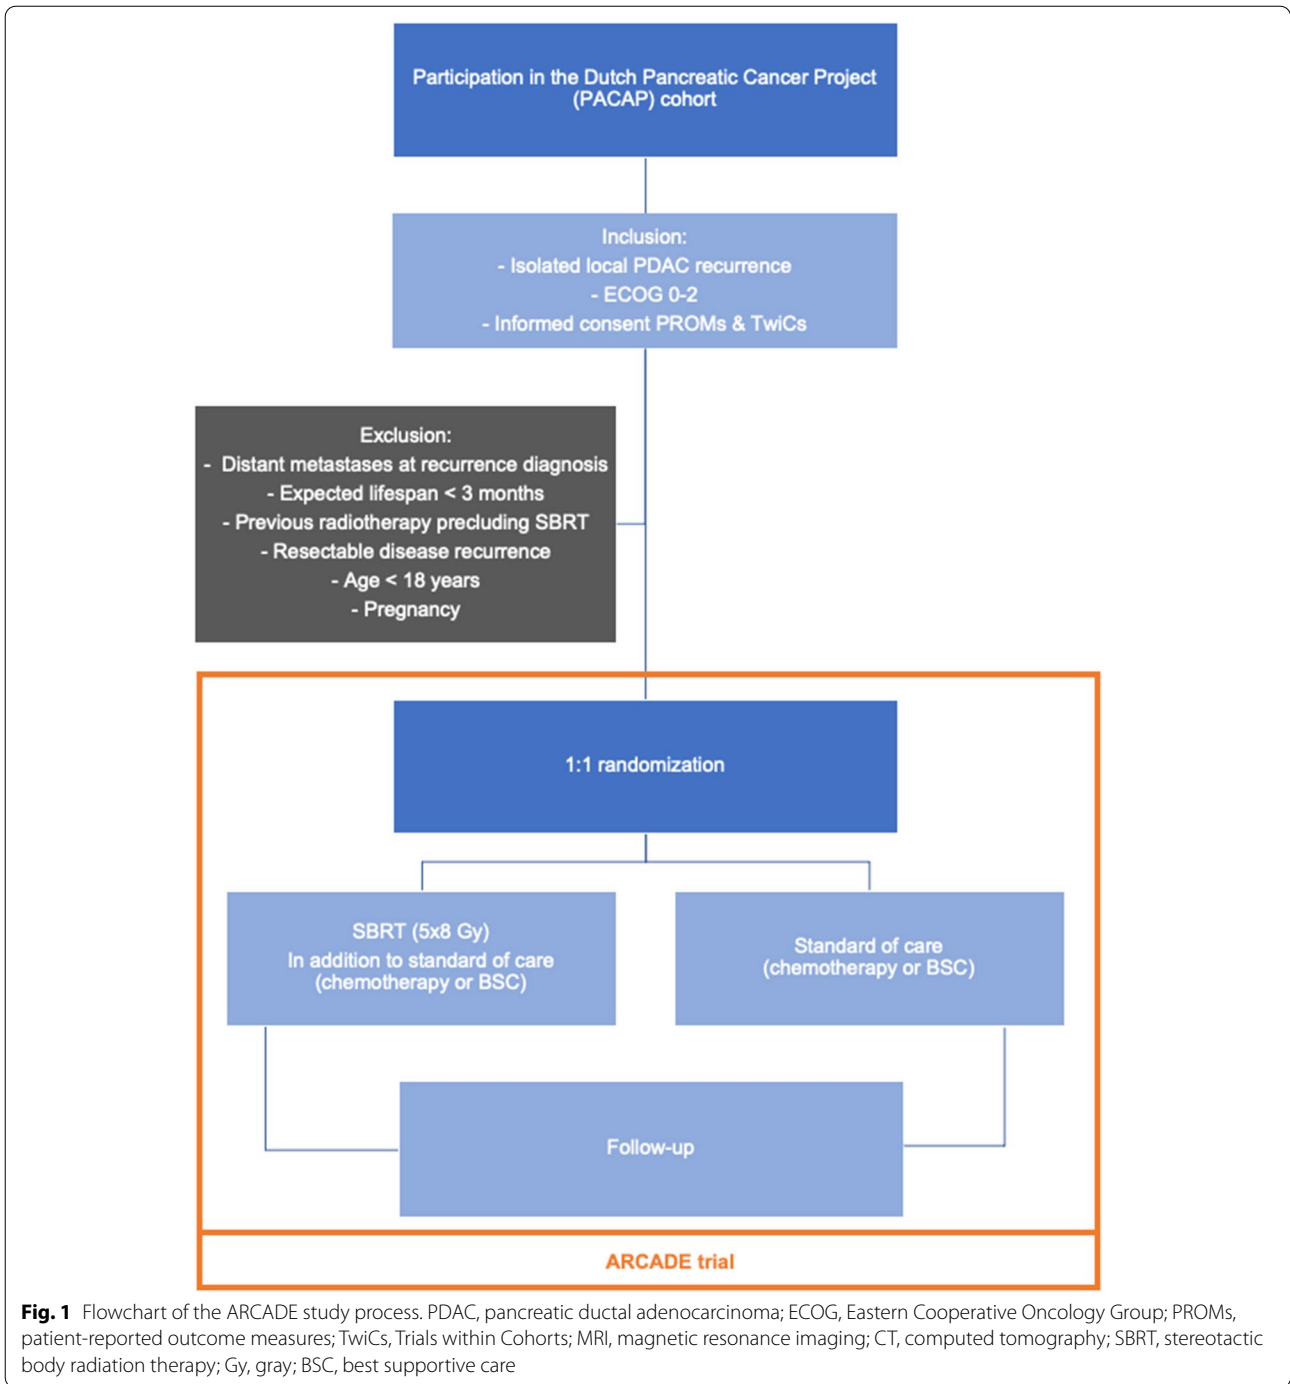 Participation in the Dutch Pancreatic Cancer Project
(PACAP) cohort
Inclusion:
- Isolated local PDAC recurrence
- ECOG 0-2
- Informed consent PROMs & TwiCs
Exclusion:
- Distant metastases at recurrence diagnosis
- Expected lifespan < 3 months
- Previous radiotherapy precluding SBRT
- Resectable disease recurrence
- Age < 18 years
- Pregnancy
1:1 randomization
SBRT (5x8 Gy)
In addition to standard of care
(chemotherapy or BSC)
Standard of care
(chemotherapy or BSC)
Follow-up
ARCADE trial
Fig. 1 Flowchart of the ARCADE study process. PDAC, pancreatic ductal adenocarcinoma; ECOG, Eastern Cooperative Oncology Group; PROMs,
patient-reported outcome measures; TwiCs, Trials within Cohorts; MRI, magnetic resonance imaging; CT, computed tomography; SBRT, stereotactic
body radiation therapy; Gy, gray; BSC, best supportive care